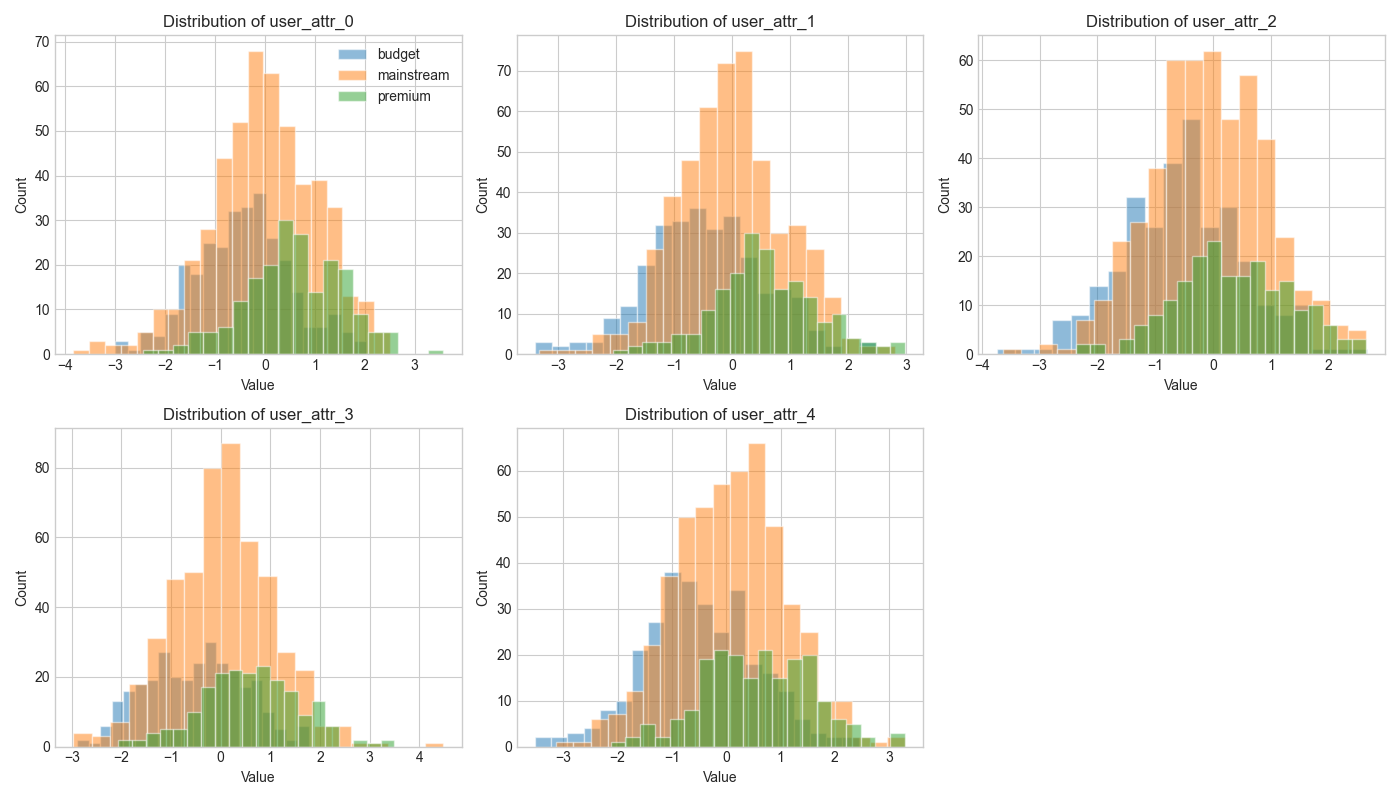 Distribution of user_attr_0
70
60
50
40
30
20
10
0
Count
−4 −3 −2 −1 0 1 2 3
Value
budget
mainstream
premium
Distribution of user_attr_1
70
60
50
40
30
20
10
0
Count
−3 −2 −1 0 1 2 3
Value
Distribution of user_attr_2
60
50
40
30
20
10
0
Count
−4 −3 −2 −1 0 1 2
Value
Distribution of user_attr_3
80
60
40
20
0
Count
−3 −2 −1 0 1 2 3 4
Value
Distribution of user_attr_4
60
50
40
30
20
10
0
Count
−3 −2 −1 0 1 2 3
Value